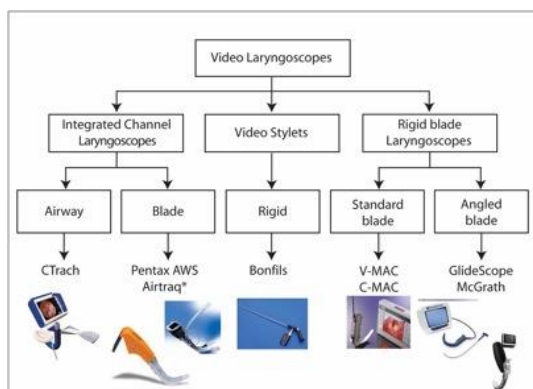 Video Laryngoscopes
Integrated Channel
Laryngoscopes
Video Stylets
Rigid blade
Laryngoscopes
Airway
Blade
Rigid
Standard
blade
Angled
blade
CTrach
Pentax AWS
Airtraq*
Bonfils
V-MAC
C-MAC
GlideScope
McGrath